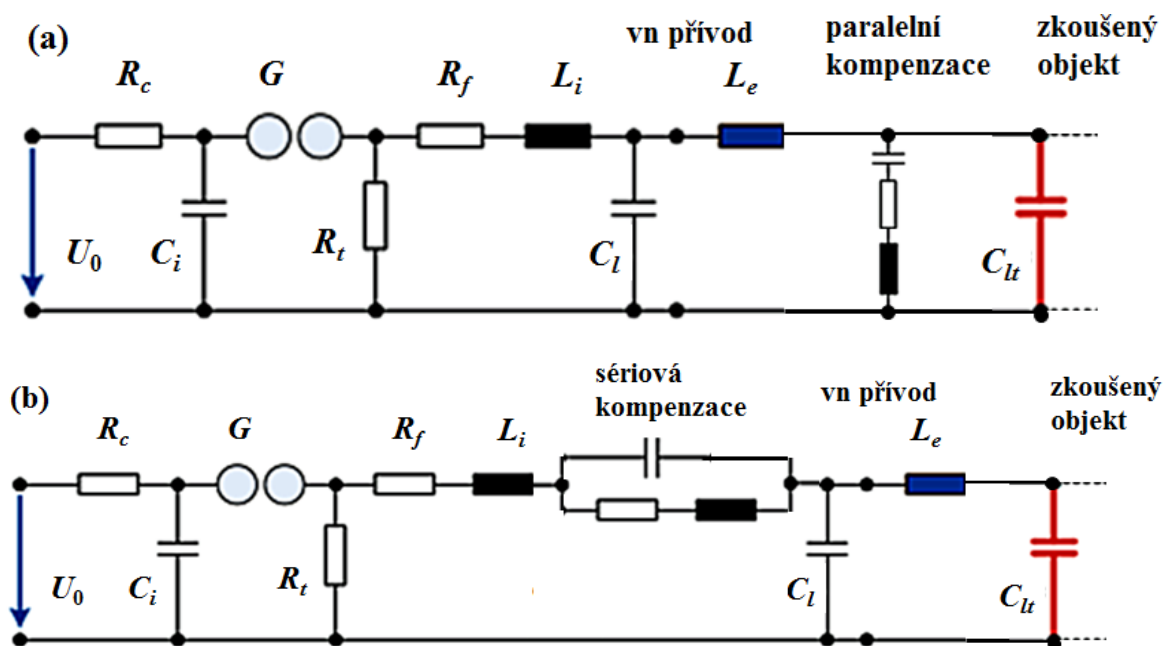 (a)
vn přívod
paralelní
kompenzace
zkoušený
objekt
R_c
G
R_f
L_i
L_e
U_0
C_i
R_t
C_l
C_lt
(b)
sériová
kompenzace
vn přívod
zkoušený
objekt
R_c
G
R_f
L_i
L_e
U_0
C_i
R_t
C_l
C_lt